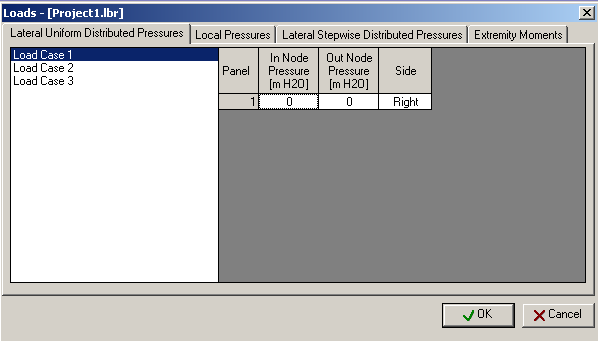 Loads - [Project1.lbr]
Lateral Uniform Distributed Pressures Local Pressures Lateral Stepwise Distributed Pressures Extremity Moments
Load Case 1
Load Case 2
Load Case 3
Panel In Node Pressure [m H2O] Out Node Pressure [m H2O] Side
1 0 0 Right
OK Cancel